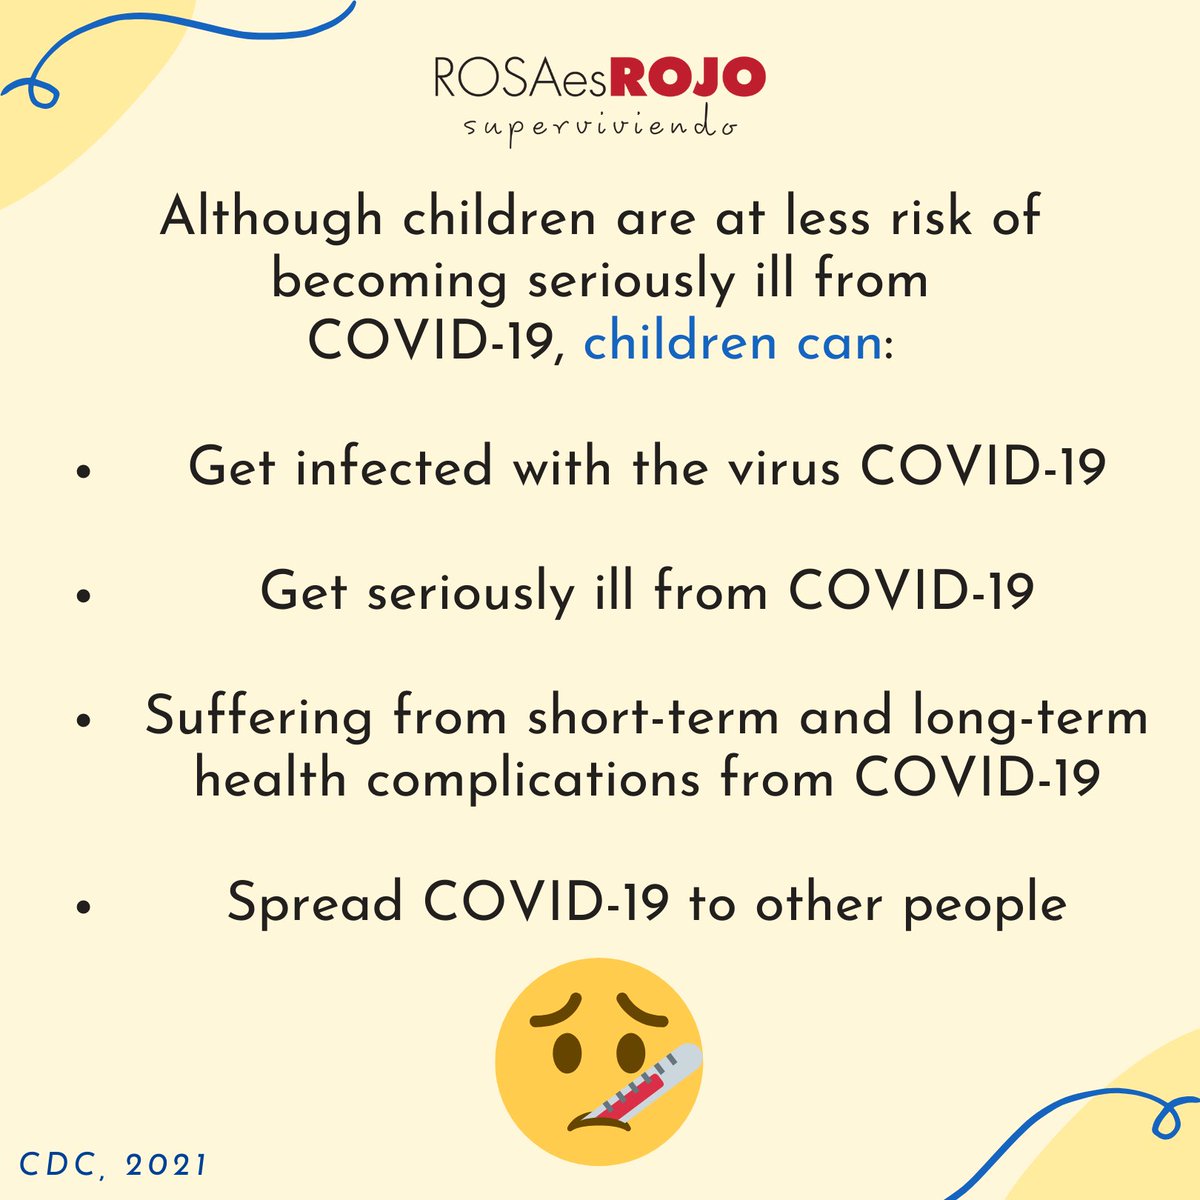 ROSAesROJO
superviviendo
Although children are at less risk of
becoming seriously ill from
COVID-19, children can:
• Get infected with the virus COVID-19
• Get seriously ill from COVID-19
• Suffering from short-term and long-term
health complications from COVID-19
• Spread COVID-19 to other people
CDC, 2021